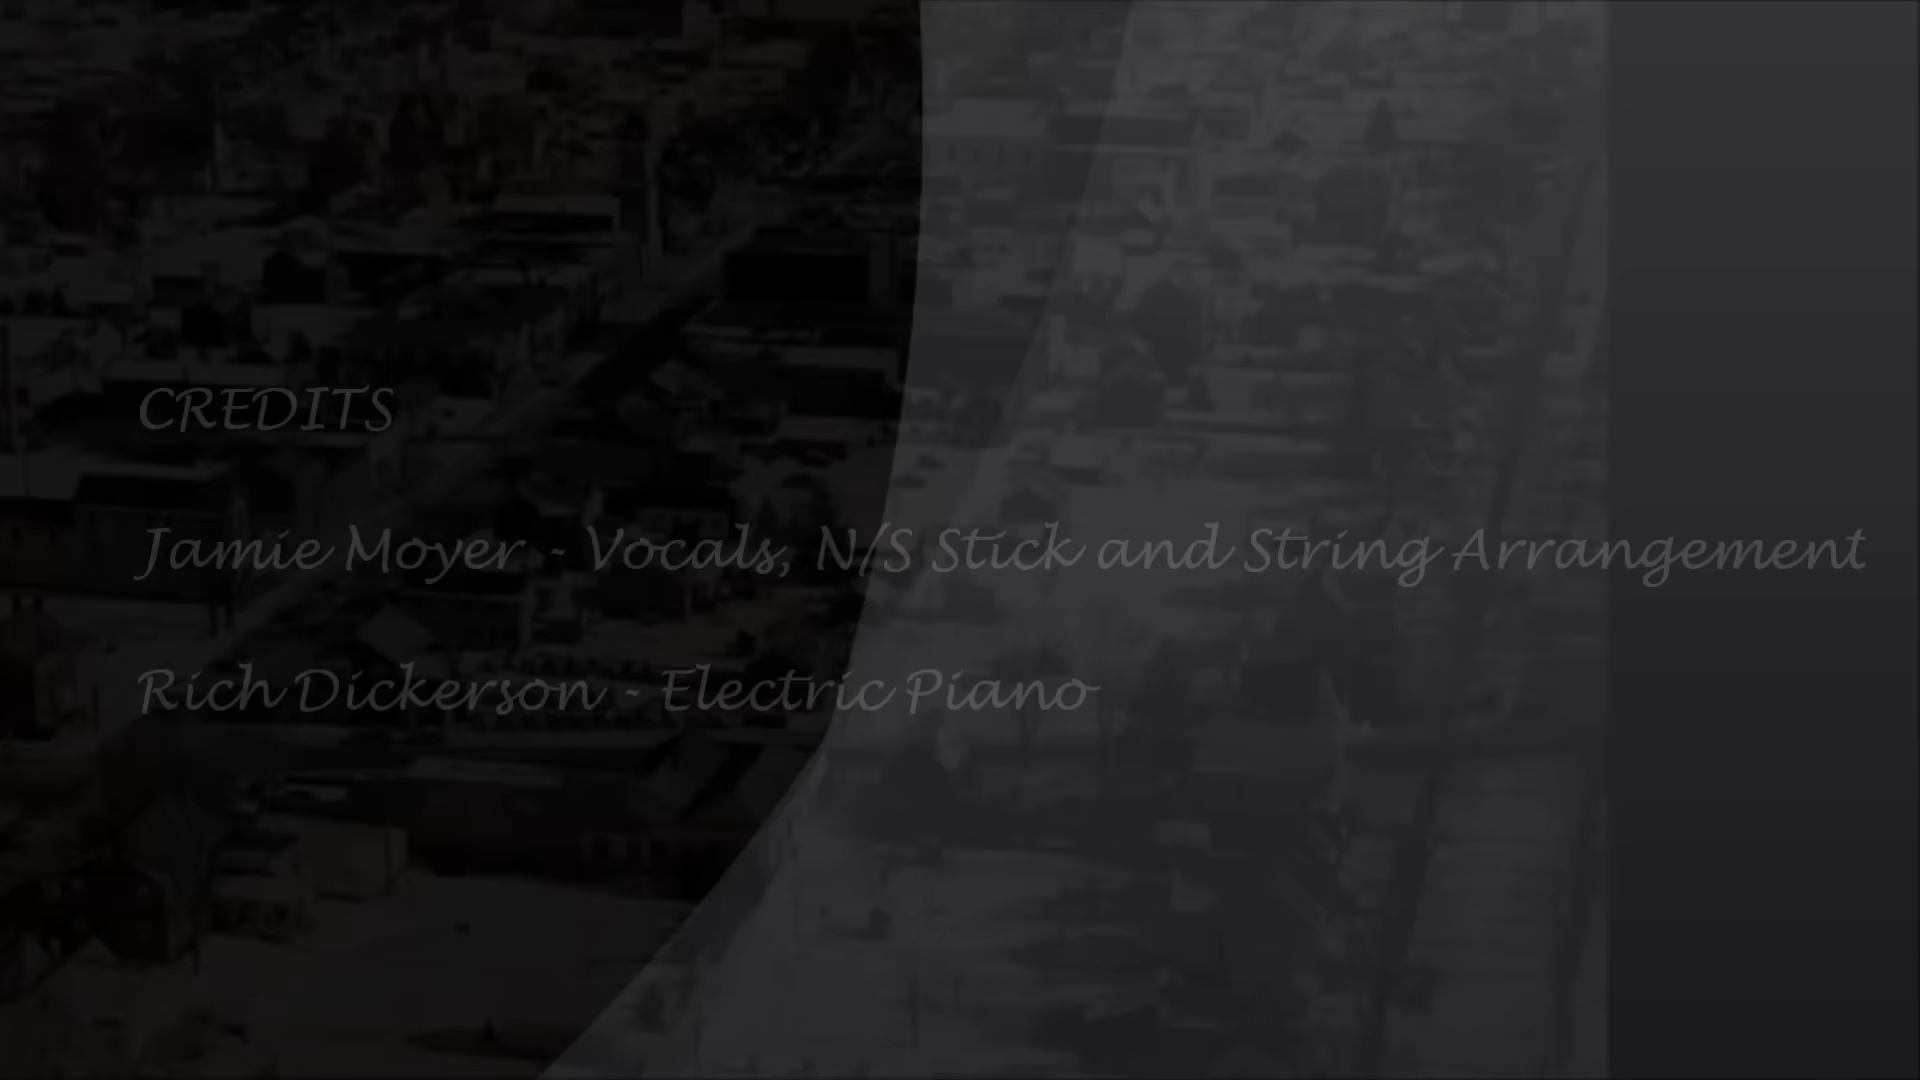 CREDITS
Jamie Moyer - Vocals, N/S Stick and String Arrangement
Rich Dickerson - Electric Piano